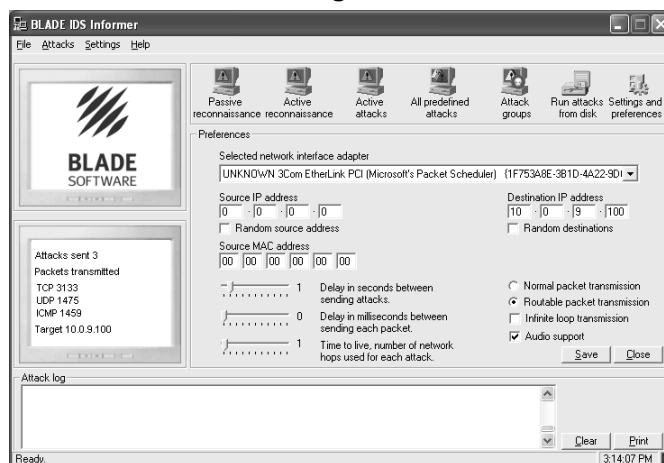 BLADE IDS Informer
File Attacks Settings Help
BLADE
SOFTWARE
Passive reconnaissance
Active reconnaissance
Active attacks
All predefined attacks
Attack groups
Run attacks from disk
Settings and preferences
Preferences
Selected network interface adapter
UNKNOWN 3Com EtherLink PCI (Microsoft's Packet Scheduler) (1F753A8E-3B1D-4A22-9D
Source IP address
0 . 0 . 0 . 0
Random source address
Destination IP address
10 . 0 . 9 . 100
Random destinations
Source MAC address
00 00 00 00 00 00
1 Delay in seconds between
sending attacks.
0 Delay in milliseconds between
sending each packet.
1 Time to live, number of network
hops used for each attack.
Normal packet transmission
Routable packet transmission
Infinite loop transmission
Audio support
Save Close
Attacks sent 3
Packets transmitted
TCP 3133
UDP 1475
ICMP 1459
Target 10.0.9.100
Attack log
Clear Print
Ready. 3:14:07 PM